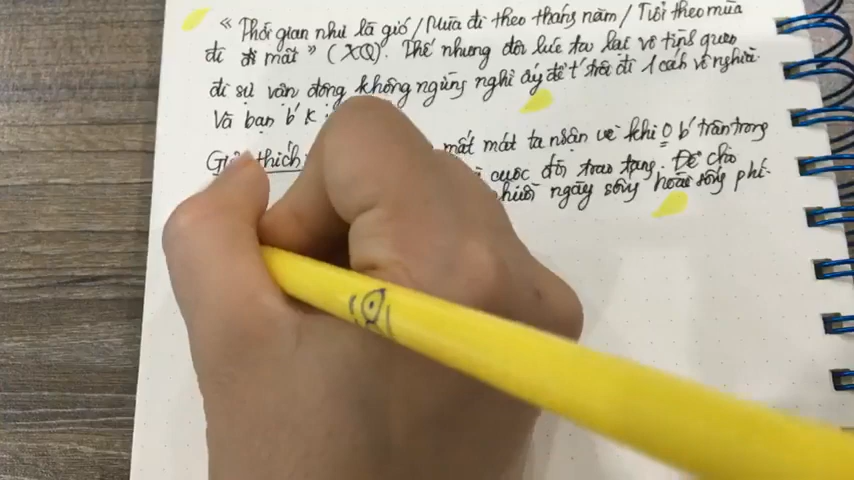 « Thời gian như là gió / Mùa đi theo tháng năm / Tuổi theo mùa
đi mất » (XQ). Thế nhưng đôi lúc ta lại vô tình quên
đi sự vận động không ngừng nghỉ ấy để t' trôi đi 1 cách vô nghĩa.
Và bạn b' k
Giải thích mất mát ta nhận về khi 0 b' trân trọng
cuộc đời trao tặng. Để cho
ngày sống hoài sống phí.